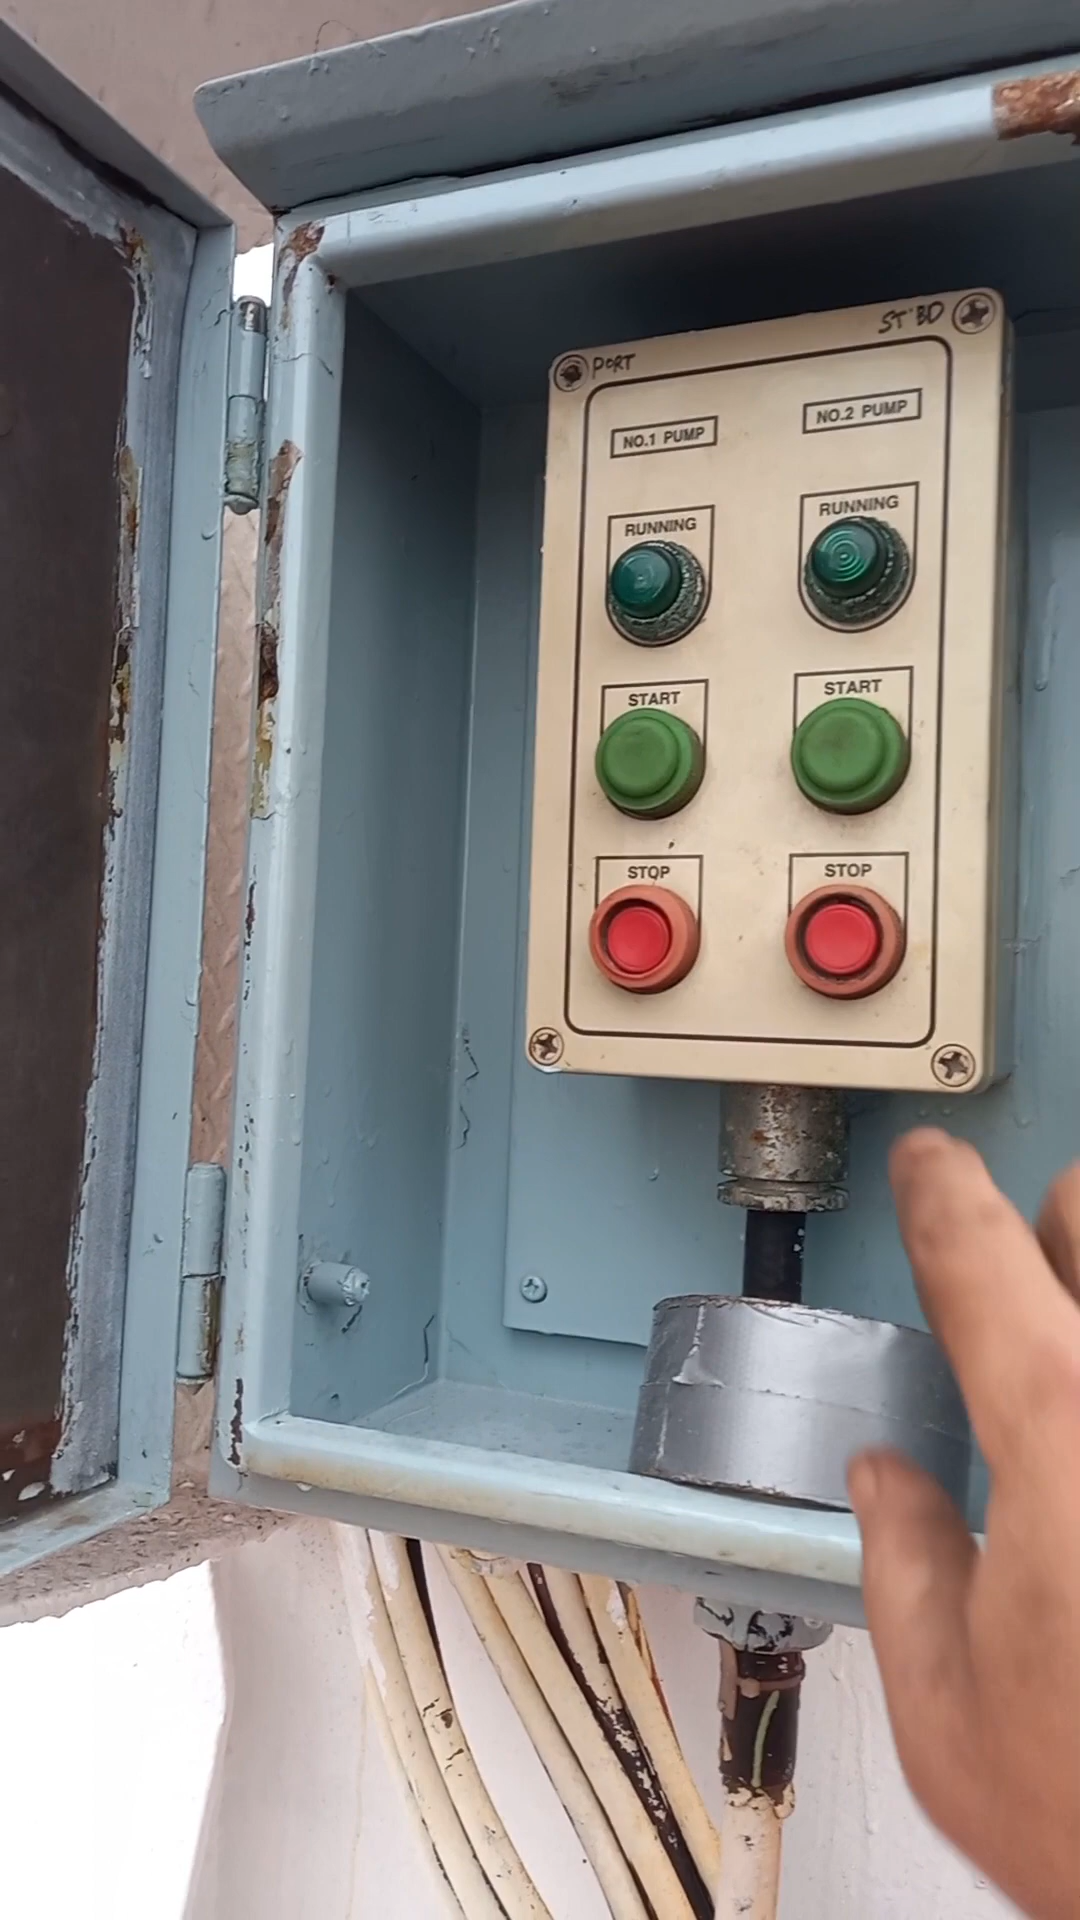 PORT
ST'BD
NO.1 PUMP
NO.2 PUMP
RUNNING
RUNNING
START
START
STOP
STOP